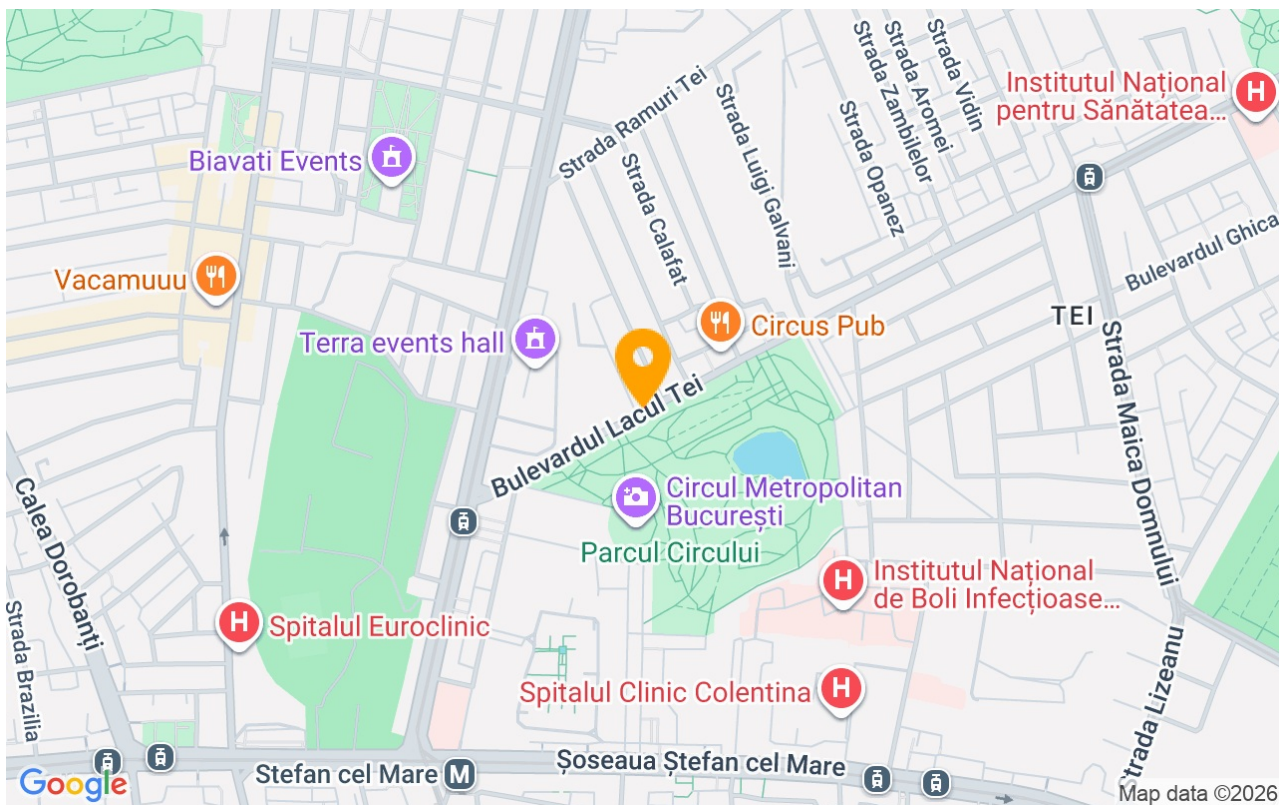 Strada Ramuri Tei
Strada Calafat
Strada Luigi Galvani
Strada Opanez
Strada Zambilelor
Strada Aromei
Strada Vidin
Institutul Național
pentru Sănătatea...
Biavati Events
Bulevardul Ghica
Vacamuuu
Terra events hall
Circus Pub
TEI
Strada Maica Domnului
Bulevardul Lacul Tei
Circul Metropolitan
București
Parcul Circului
Institutul Național
de Boli Infecțioase...
Calea Dorobanți
Strada Brazilia
Spitalul Euroclinic
Spitalul Clinic Colentina
Strada Lizeanu
Stefan cel Mare M
Șoseaua Ștefan cel Mare
Google
Map data ©2026